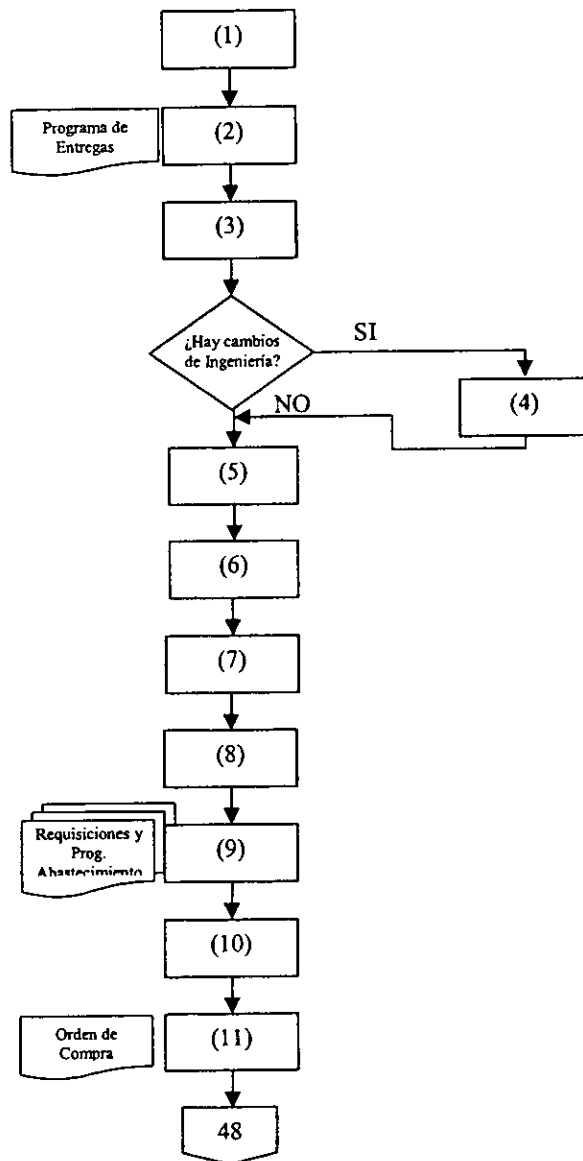 (1)
Programa de
Entregas
(2)
(3)
¿Hay cambios
de Ingeniería?
SI
(4)
NO
(5)
(6)
(7)
(8)
Requisiciones y
Prog.
Abastecimiento
(9)
(10)
Orden de
Compra
(11)
48